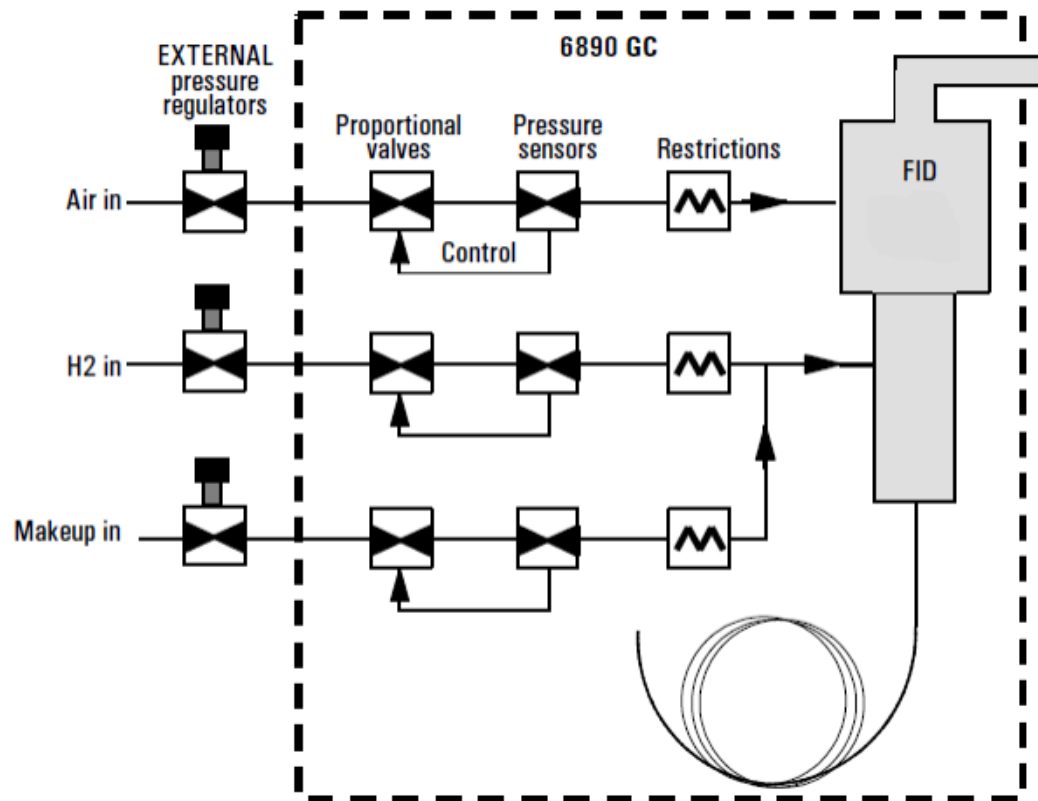 6890 GC
EXTERNAL
pressure
regulators
Proportional
valves
Pressure
sensors
Restrictions
FID
Air in
Control
H2 in
Makeup in